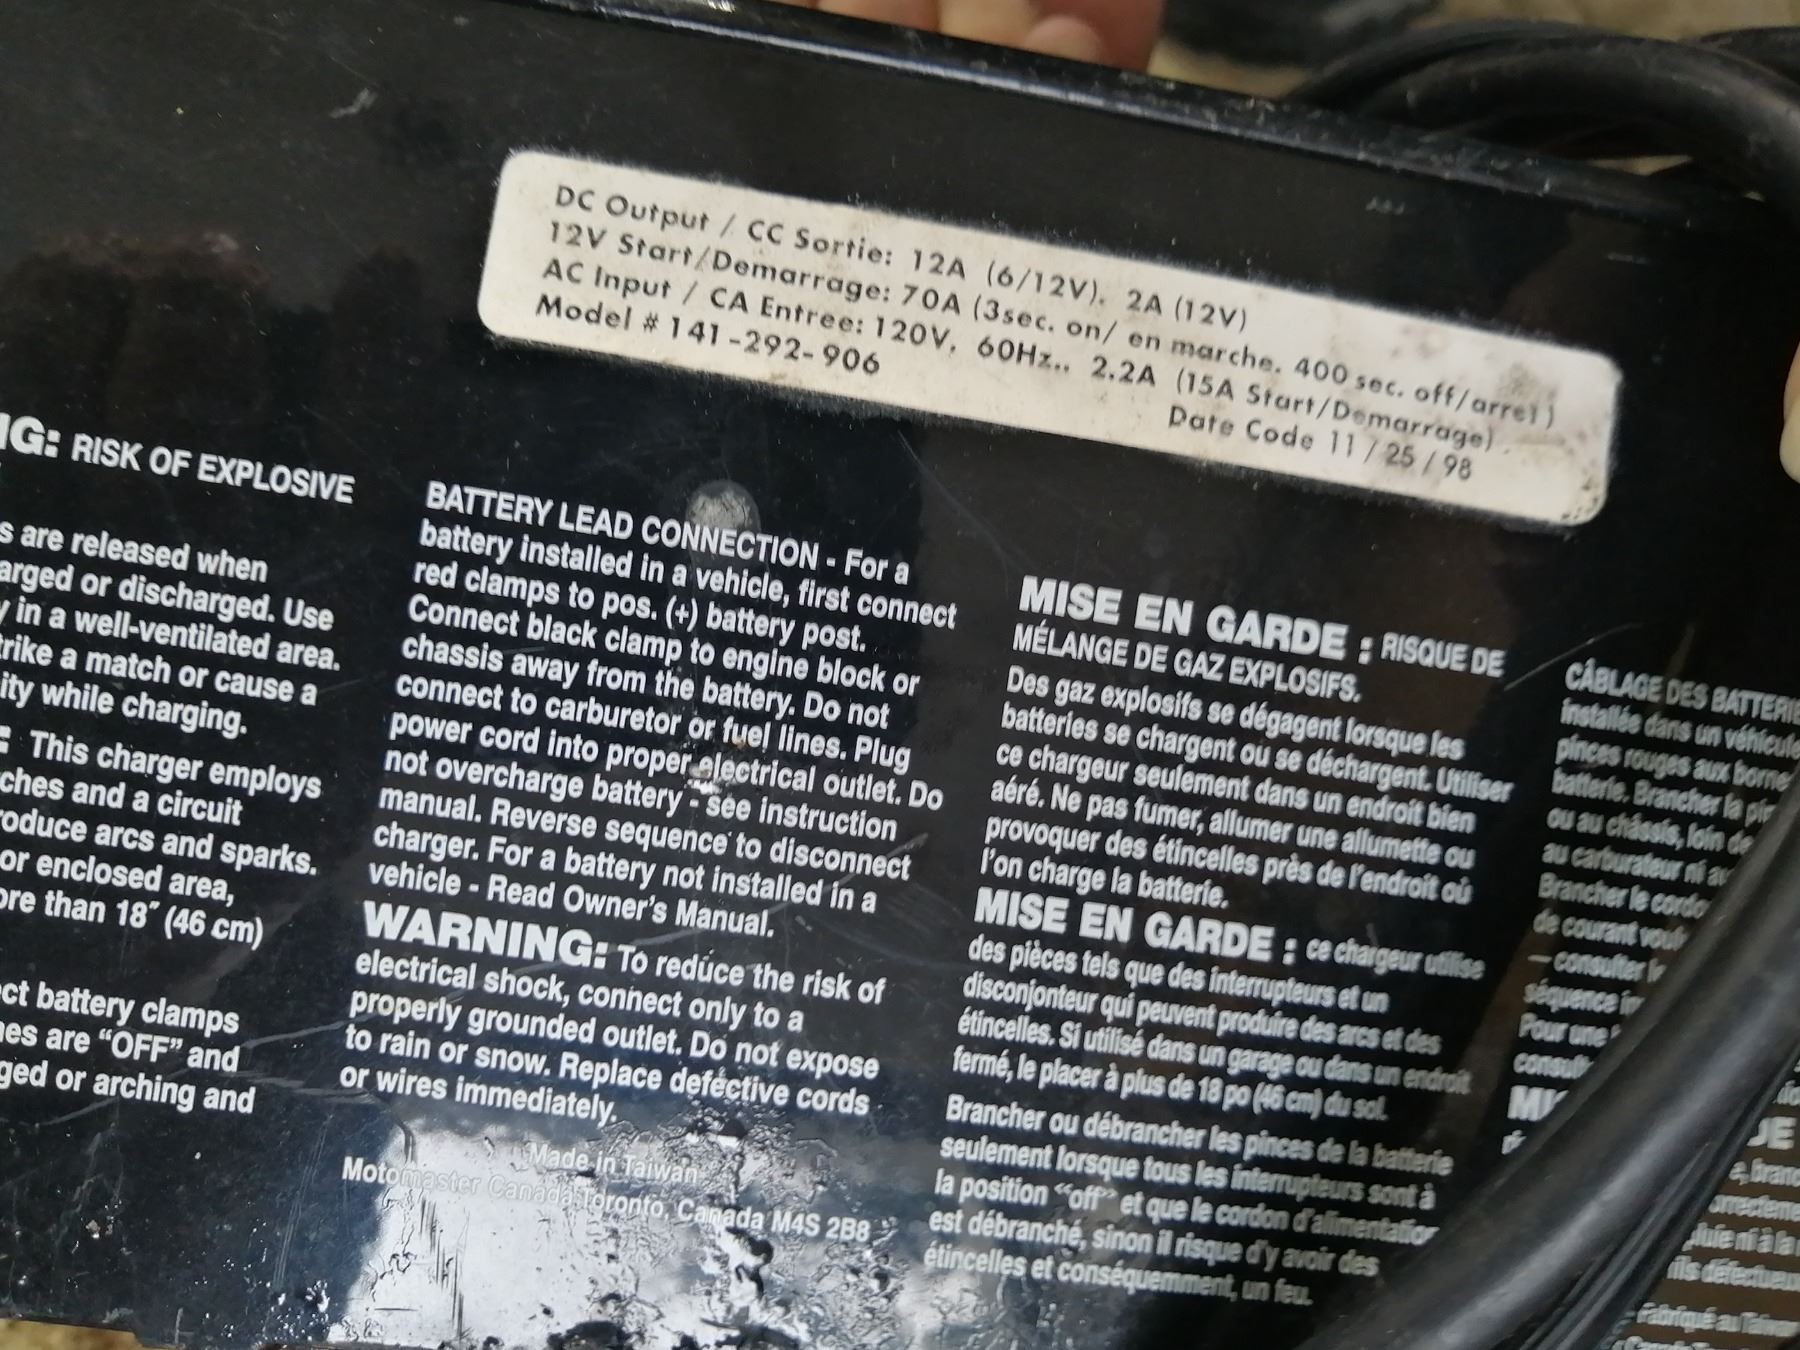 DC Output / CC Sortie: 12A (6/12V). 2A (12V)
12V Start/Demarrage: 70A (3sec. on/ en marche. 400 sec. off/arret)
AC Input / CA Entree: 120V. 60Hz.. 2.2A (15A Start/Demarrage).
Model # 141-292-906
Date Code 11 / 25 / 98
RISK OF EXPLOSIVE
are released when
or discharged. Use
in a well-ventilated area.
a match or cause a
while charging.
This charger employs
and a circuit
arcs and sparks.
or enclosed area,
than 18" (46 cm)
battery clamps
are "OFF" and
or arching and
BATTERY LEAD CONNECTION - For a
battery installed in a vehicle, first connect
red clamps to pos. (+) battery post.
Connect black clamp to engine block or
chassis away from the battery. Do not
connect to carburetor or fuel lines. Plug
power cord into proper electrical outlet. Do
not overcharge battery - see instruction
manual. Reverse sequence to disconnect
charger. For a battery not installed in a
vehicle - Read Owner's Manual.
WARNING: To reduce the risk of
electrical shock, connect only to a
properly grounded outlet. Do not expose
to rain or snow. Replace defective cords
or wires immediately.
Made in Taiwan
Motomaster Canada Toronto, Canada M4S 2B8
MISE EN GARDE : RISQUE DE
MÉLANGE DE GAZ EXPLOSIFS.
Des gaz explosifs se dégagent lorsque les
batteries se chargent ou se déchargent. Utiliser
ce chargeur seulement dans un endroit bien
aéré. Ne pas fumer, allumer une allumette ou
provoquer des étincelles près de l'endroit où
l'on charge la batterie.
MISE EN GARDE : ce chargeur utilise
des pièces tels que des interrupteurs et un
disconjonteur qui peuvent produire des arcs et des
étincelles. Si utilisé dans un garage ou dans un endroit
fermé, le placer à plus de 18 po (46 cm) du sol.
Brancher ou débrancher les pinces de la batterie
seulement lorsque tous les interrupteurs sont à
la position "off" et que le cordon d'alimentation
est débranché, sinon il risque d'y avoir des
étincelles et conséquemment, un feu.
CÂBLAGE DES
installée dans un
pinces rouges aux
batterie. Brancher la
ou au châssis, loin
au carburateur ni
Brancher le
de courant
— consulter
séquence
Pour une